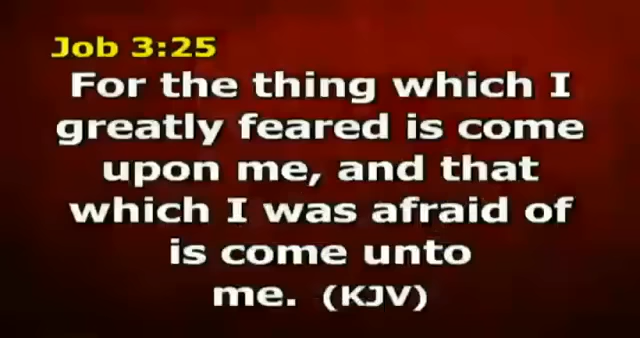 Job 3:25
For the thing which I
greatly feared is come
upon me, and that
which I was afraid of
is come unto
me. (KJV)